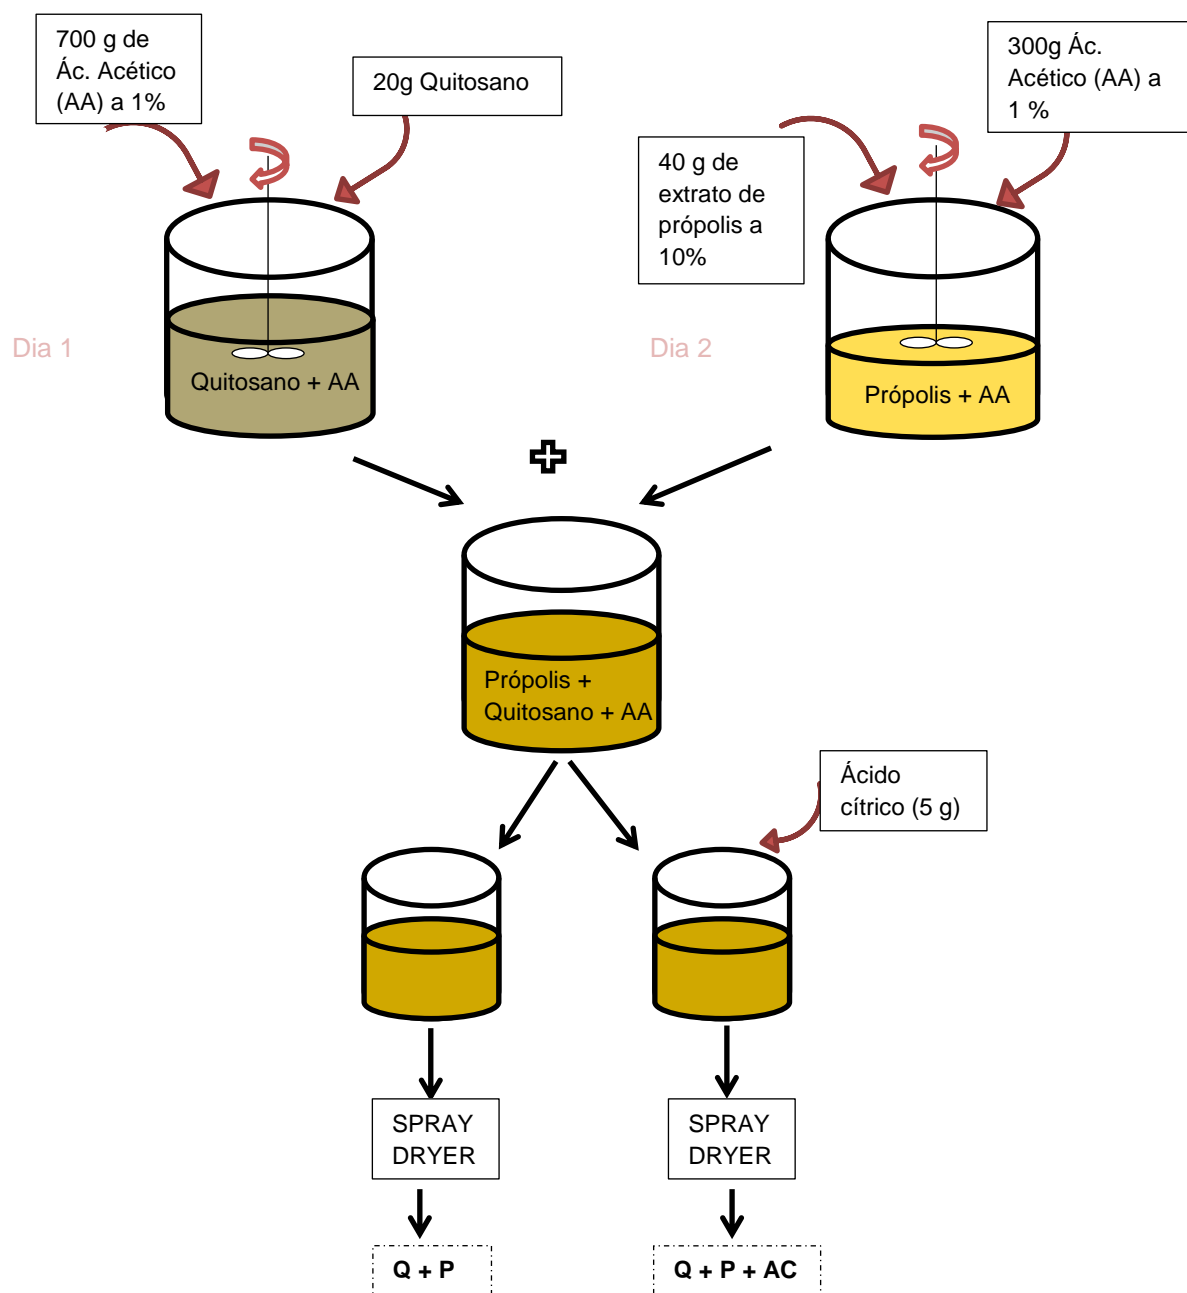 700 g de
Ác. Acético
(AA) a 1%
20g Quitosano
300g Ác.
Acético (AA) a
1 %
40 g de
extrato de
própolis a
10%
Dia 1
Dia 2
Quitosano + AA
Própolis + AA
Própolis +
Quitosano + AA
Ácido
cítrico (5 g)
SPRAY
DRYER
SPRAY
DRYER
Q + P
Q + P + AC